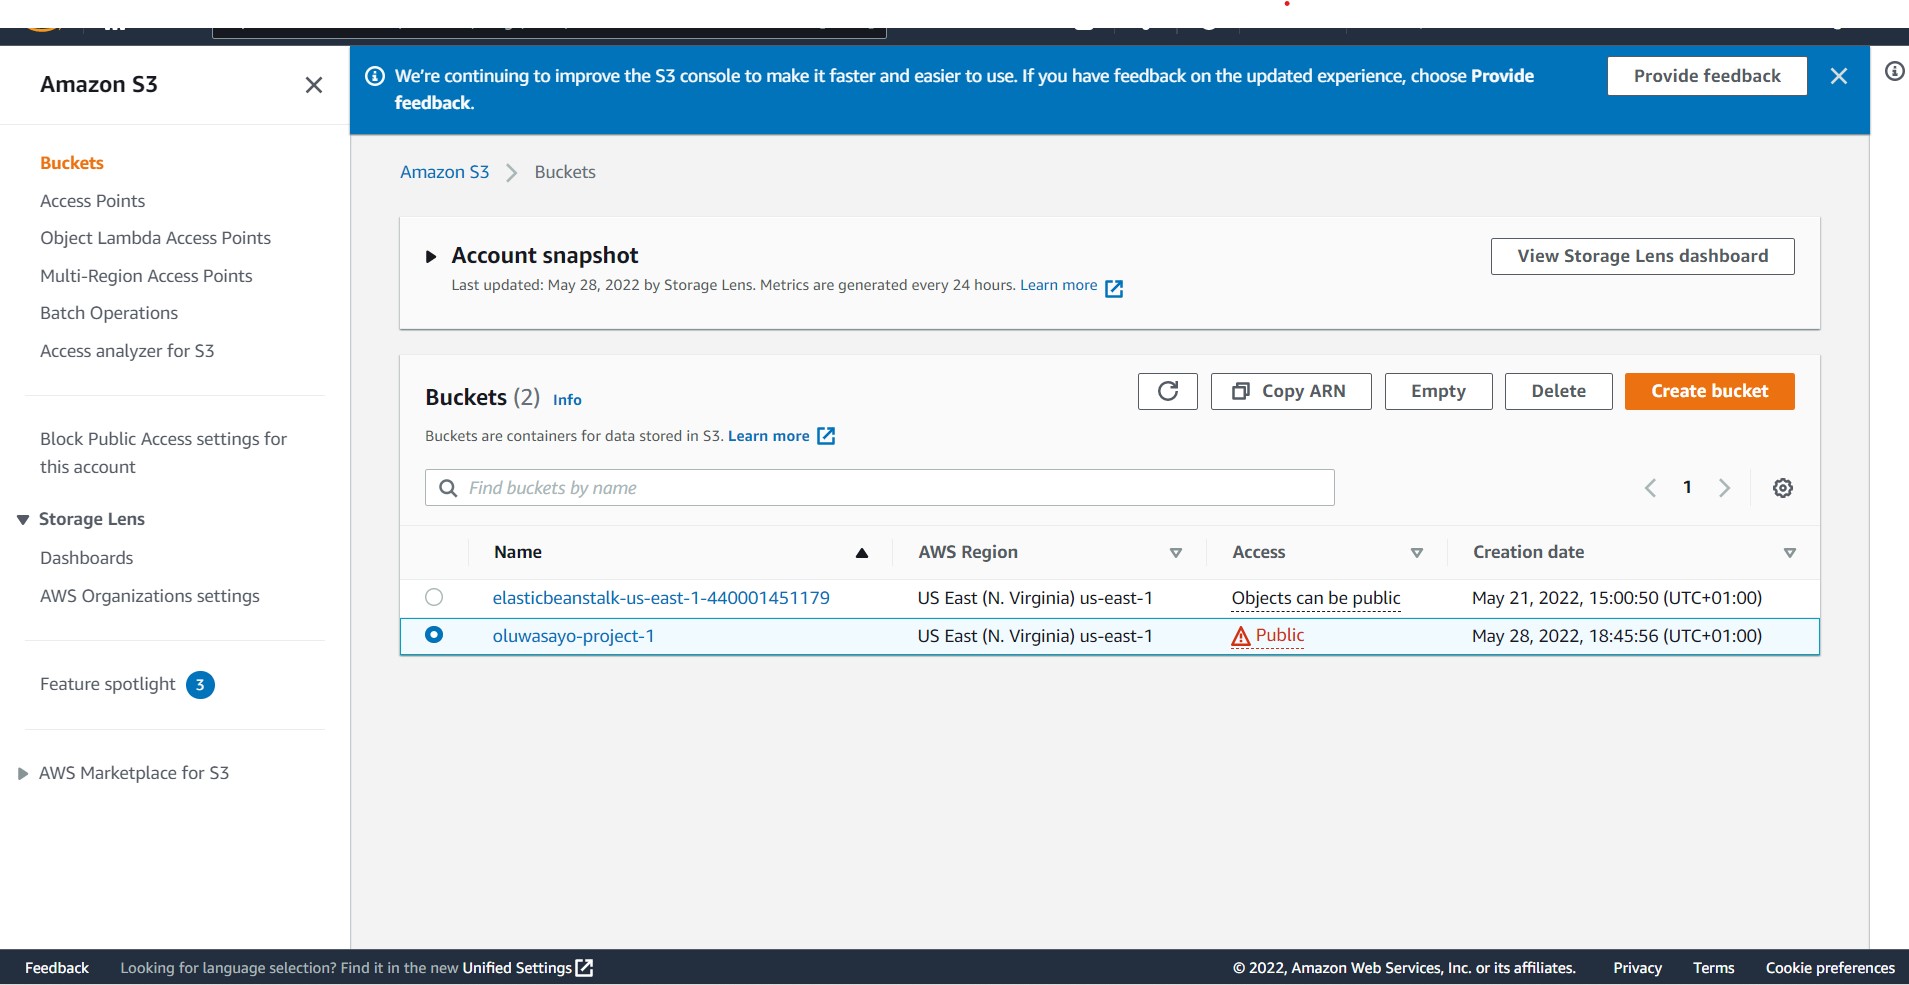 Amazon S3
We're continuing to improve the S3 console to make it faster and easier to use. If you have feedback on the updated experience, choose Provide
feedback.
Provide feedback
Buckets
Access Points
Object Lambda Access Points
Multi-Region Access Points
Batch Operations
Access analyzer for S3
Block Public Access settings for
this account
Storage Lens
Dashboards
AWS Organizations settings
Feature spotlight 3
AWS Marketplace for S3
Amazon S3 Buckets
Account snapshot
Last updated: May 28, 2022 by Storage Lens. Metrics are generated every 24 hours. Learn more
View Storage Lens dashboard
Buckets (2) Info
Copy ARN Empty Delete Create bucket
Buckets are containers for data stored in S3. Learn more
Find buckets by name
1
Name AWS Region Access Creation date
elasticbeanstalk-us-east-1-440001451179 US East (N. Virginia) us-east-1 Objects can be public May 21, 2022, 15:00:50 (UTC+01:00)
oluwasayo-project-1 US East (N. Virginia) us-east-1 Public May 28, 2022, 18:45:56 (UTC+01:00)
Feedback Looking for language selection? Find it in the new Unified Settings © 2022, Amazon Web Services, Inc. or its affiliates. Privacy Terms Cookie preferences